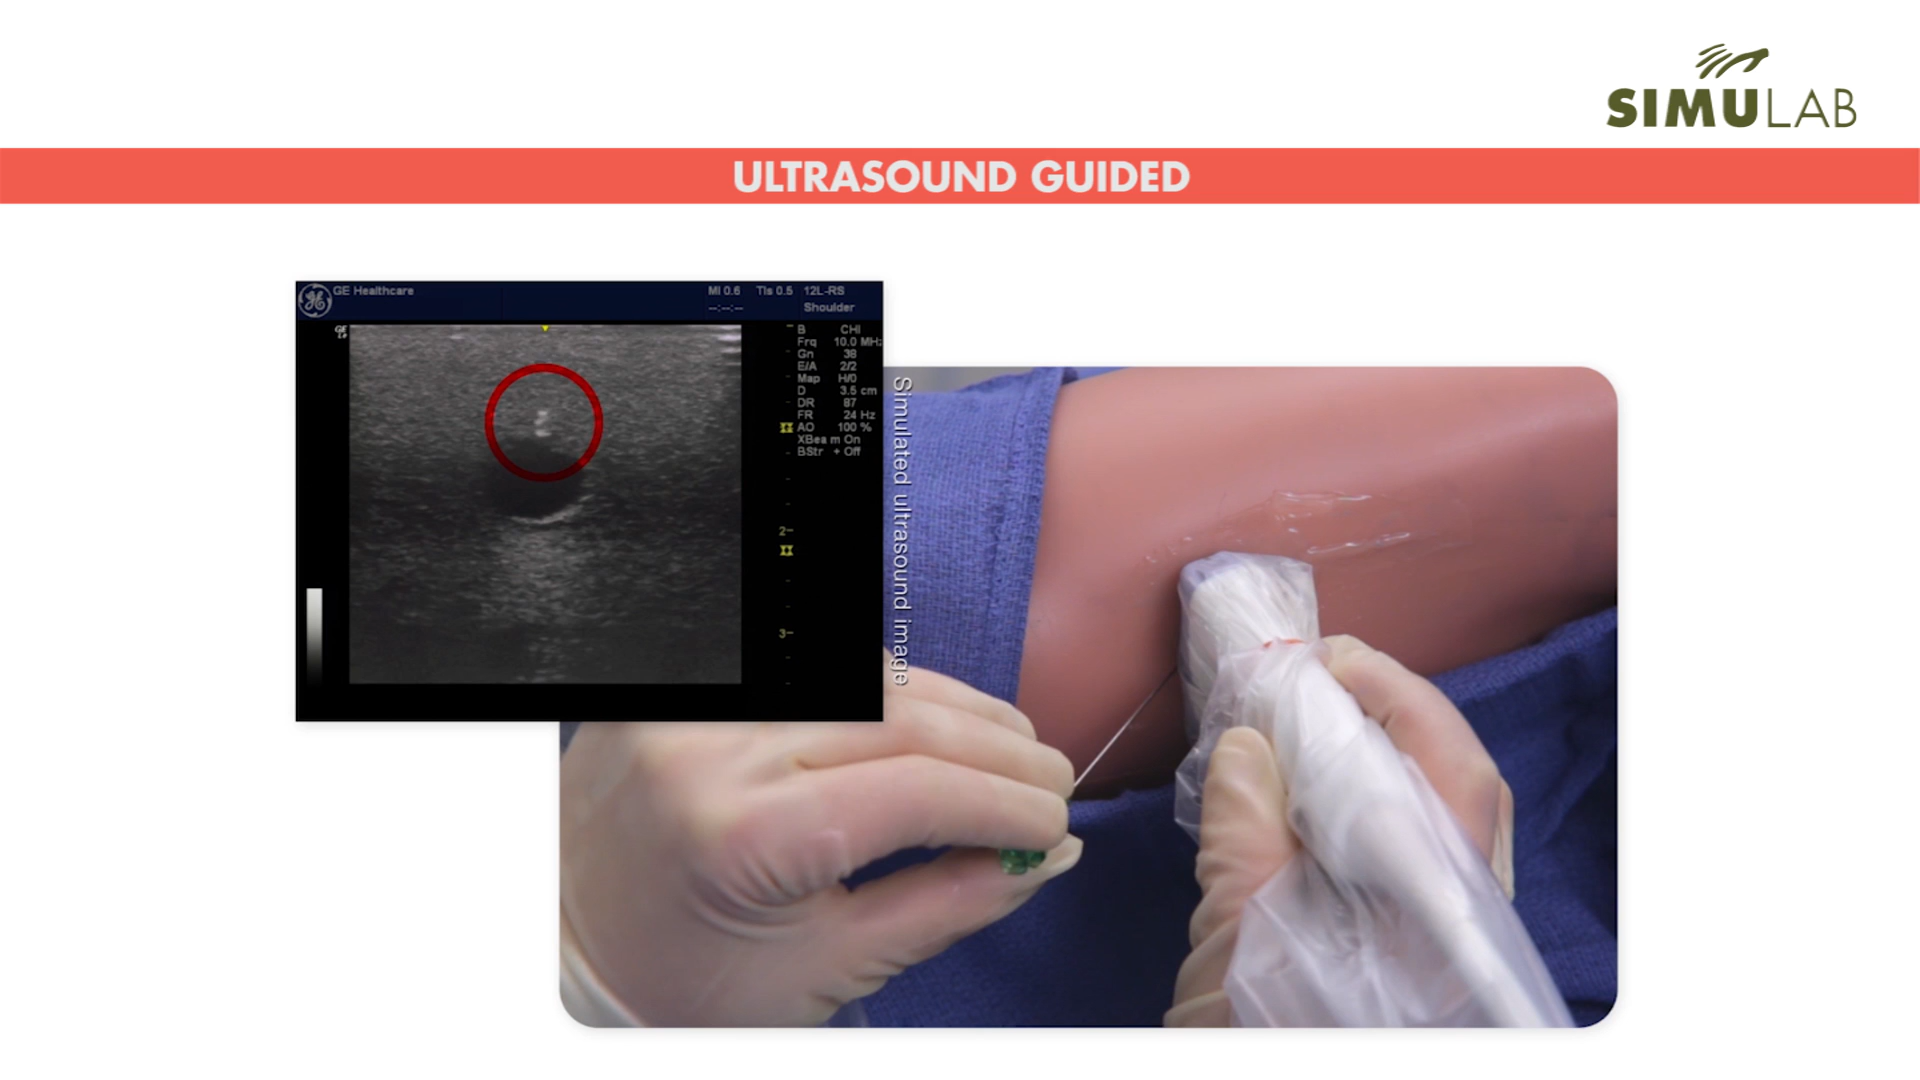 SIMULAB
ULTRASOUND GUIDED
GE Healthcare
MI 0.6 TIs 0.5 12L-RS
--:--:-- Shoulder
B CHI
Frq 10.0 MHz
Gn 38
E/A 2/2
Map H/0
D 3.5 cm
DR 87
FR 24 Hz
AO 100 %
XBeam On
BStr + Off
2-
3-
Simulated ultrasound image